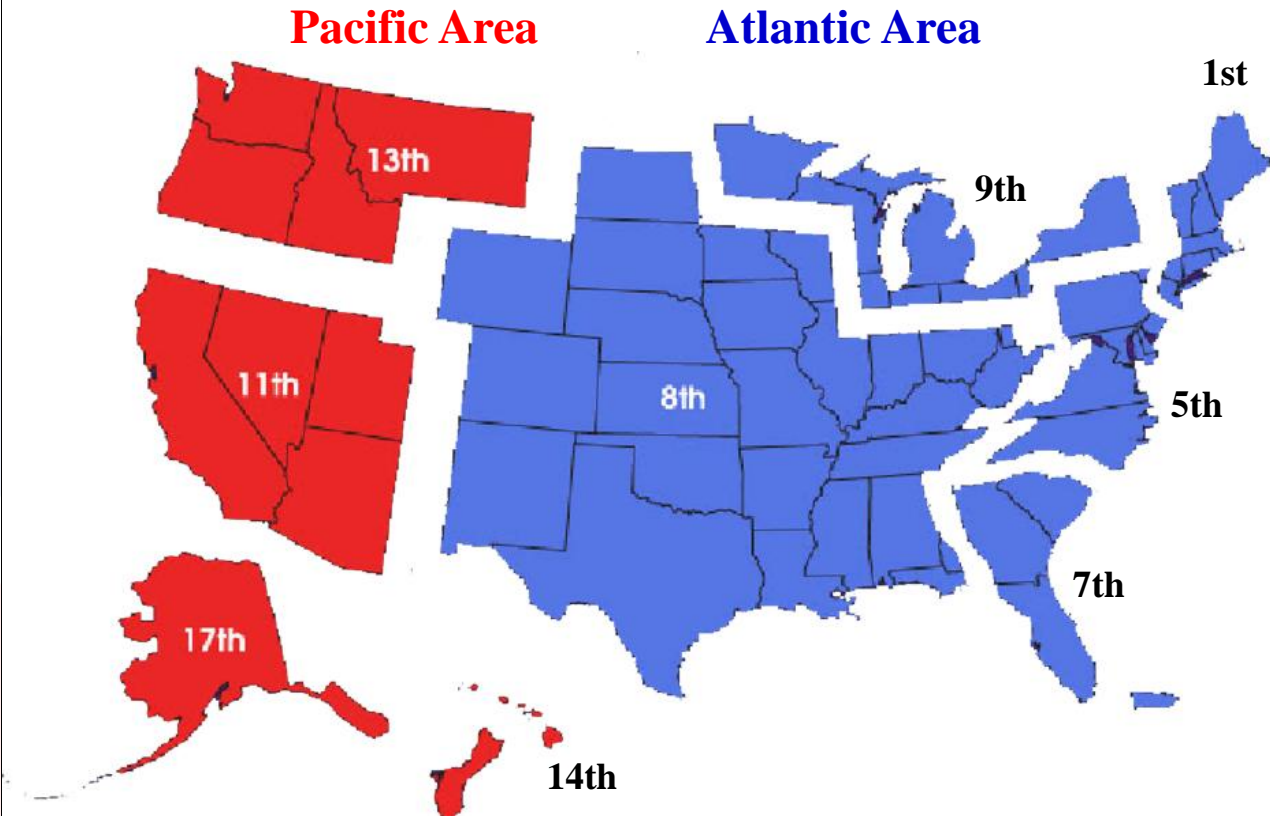 Pacific Area
Atlantic Area
1st
13th
9th
11th
8th
5th
7th
17th
14th